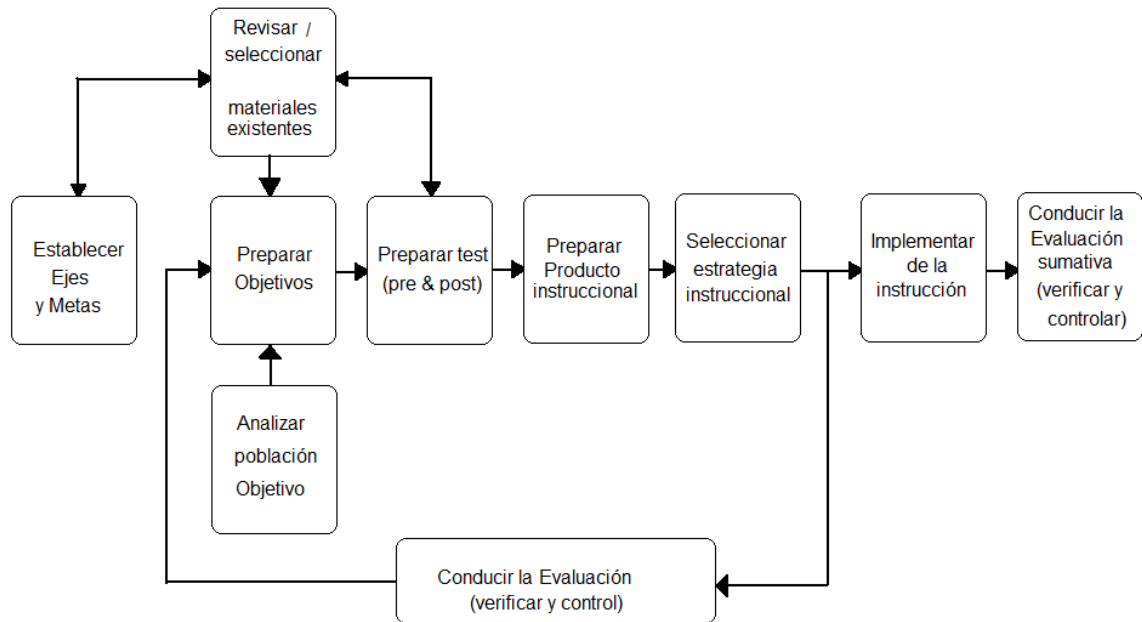 Revisar /
seleccionar
materiales
existentes
Establecer
Ejes
y Metas
Preparar
Objetivos
Preparar test
(pre & post)
Preparar
Producto
instruccional
Seleccionar
estrategia
instruccional
Implementar
de la
instrucción
Conducir la
Evaluación
sumativa
(verificar y
controlar)
Analizar
población
Objetivo
Conducir la Evaluación
(verificar y control)